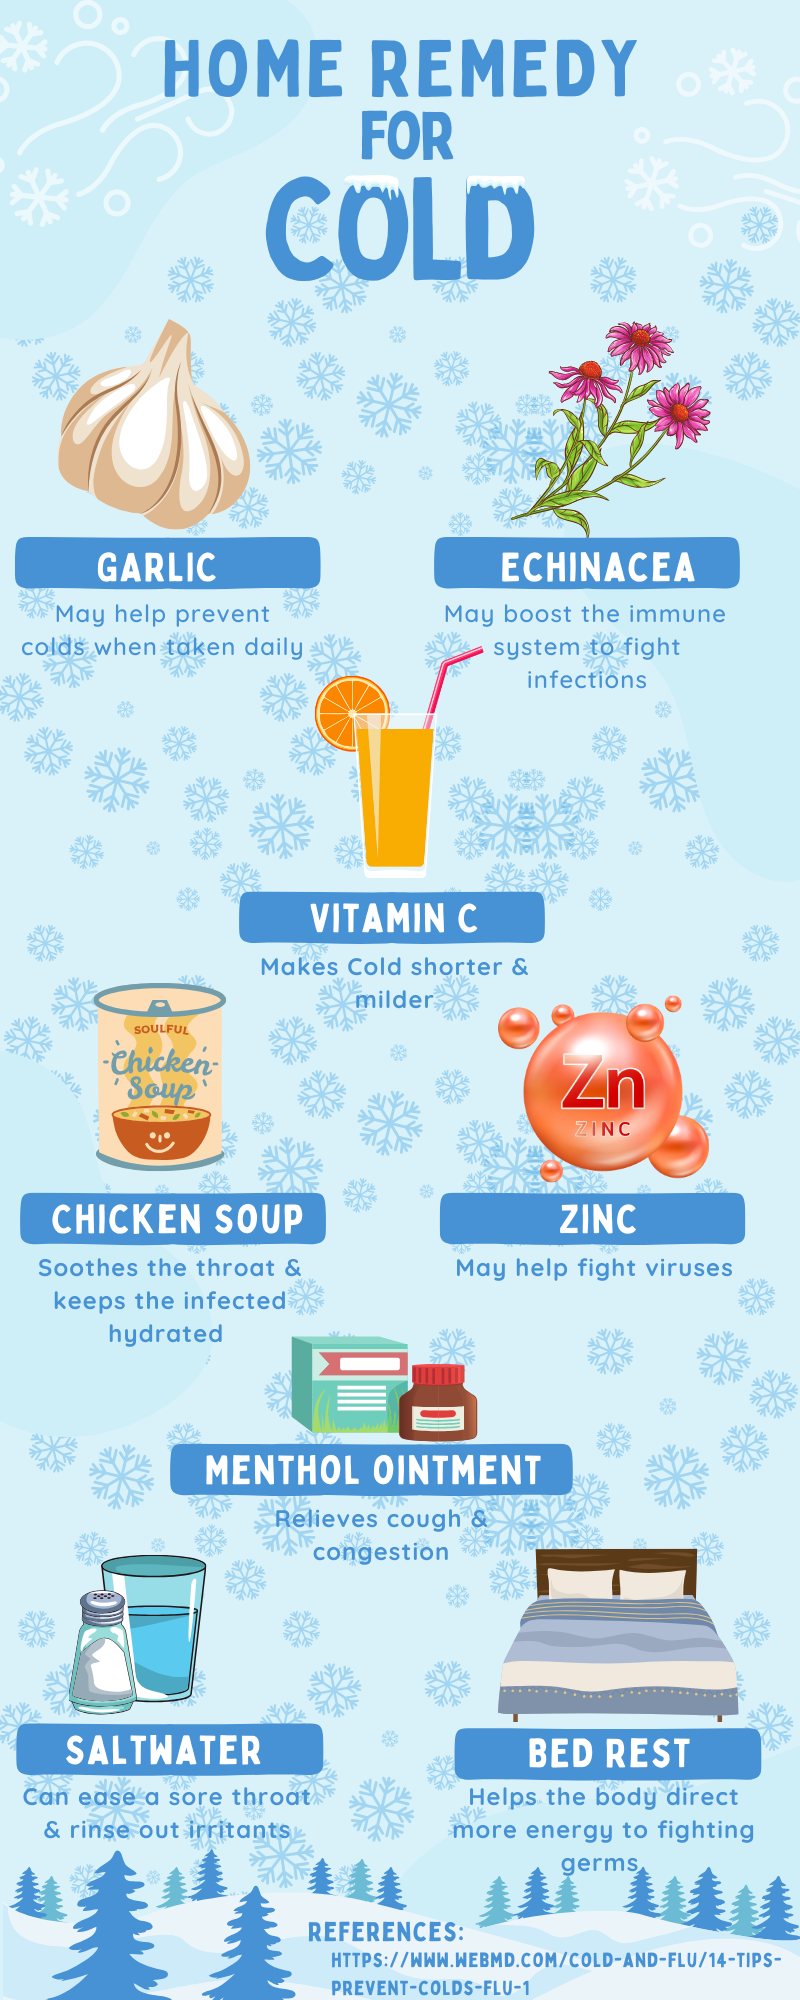 HOME REMEDY
FOR
COLD
GARLIC
May help prevent
colds when taken daily
ECHINACEA
May boost the immune
system to fight
infections
VITAMIN C
Makes Cold shorter &
milder
SOULFUL
Chicken
Soup
CHICKEN SOUP
Soothes the throat &
keeps the infected
hydrated
Zn
ZINC
ZINC
May help fight viruses
MENTHOL OINTMENT
Relieves cough &
congestion
SALTWATER
Can ease a sore throat
& rinse out irritants
BED REST
Helps the body direct
more energy to fighting
germs
REFERENCES:
HTTPS://WWW.WEBMD.COM/COLD-AND-FLU/14-TIPS-
PREVENT-COLDS-FLU-1